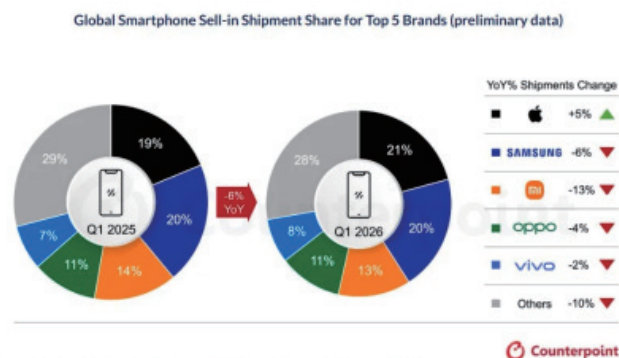 Global Smartphone Sell-in Shipment Share for Top 5 Brands (preliminary data)
29%
19%
20%
14%
11%
7%
Q1 2025
-6%
YoY
28%
21%
20%
13%
11%
8%
Q1 2026
YoY% Shipments Change
+5%
SAMSUNG -6%
mi -13%
oppo -4%
vivo -2%
Others -10%
Counterpoint